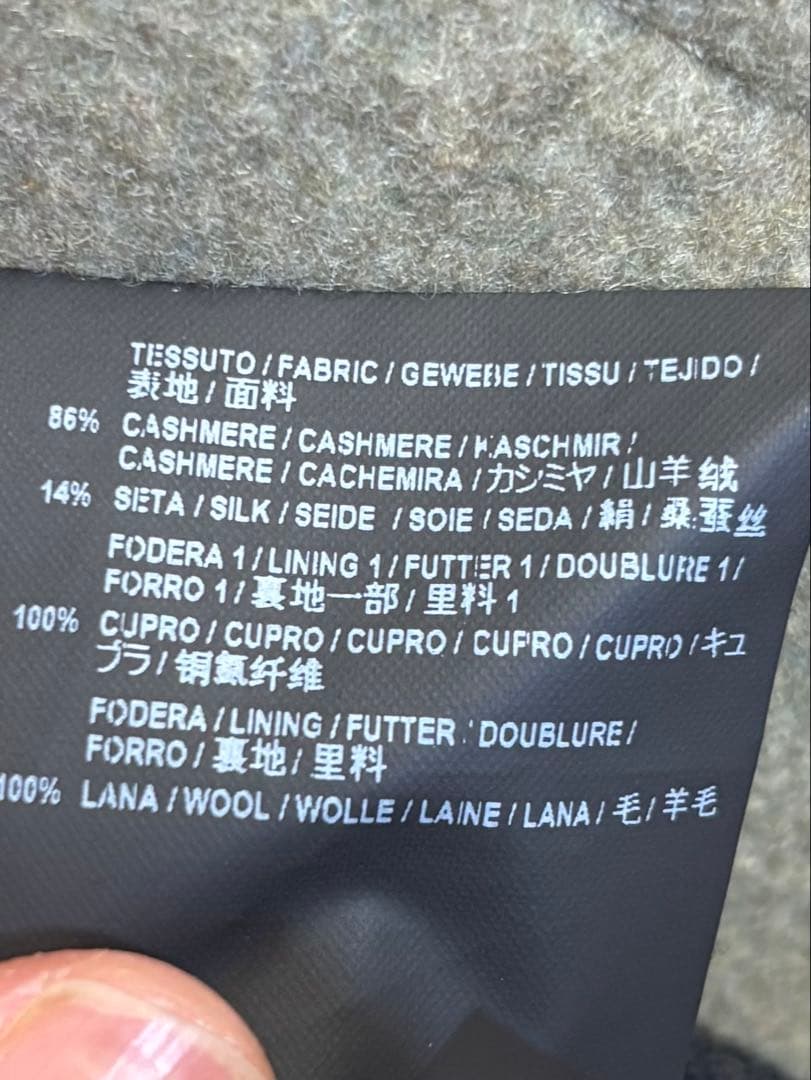 TESSUTO / FABRIC / GEWEBE / TISSU / TEJIDO /
表地 / 面料
86% CASHMERE / CASHMERE / KASCHMIR /
CASHMERE / CACHEMIRA / カシミヤ / 山羊绒
14% SETA / SILK / SEIDE / SOIE / SEDA / 絹 / 桑蚕丝
FODERA 1 / LINING 1 / FUTTER 1 / DOUBLURE 1 /
FORRO 1 / 裏地一部 / 里料 1
100% CUPRO / CUPRO / CUPRO / CUPRO / CUPRO / キュ
プラ / 铜氨纤维
FODERA / LINING / FUTTER / DOUBLURE /
FORRO / 裏地 / 里料
100% LANA / WOOL / WOLLE / LAINE / LANA / 毛 / 羊毛